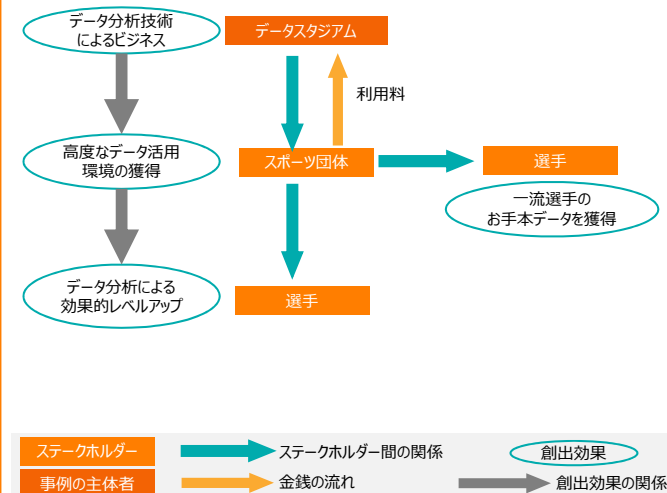 データ分析技術
によるビジネス
データスタジアム
利用料
高度なデータ活用
環境の獲得
スポーツ団体
選手
一流選手の
お手本データを獲得
データ分析による
効果的レベルアップ
選手
ステークホルダー
ステークホルダー間の関係
創出効果
事例の主体者
金銭の流れ
創出効果の関係